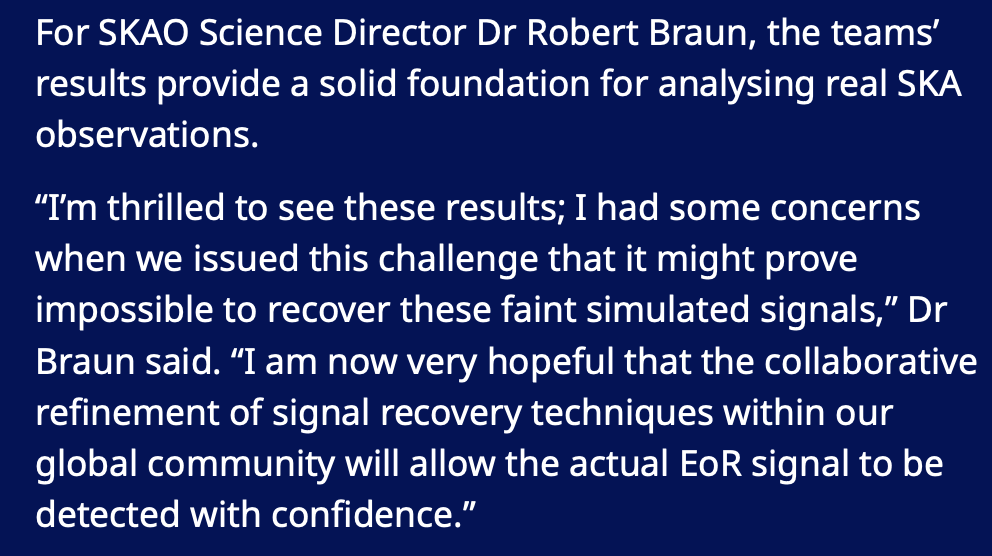 For SKAO Science Director Dr Robert Braun, the teams’
results provide a solid foundation for analysing real SKA
observations.
“I’m thrilled to see these results; I had some concerns
when we issued this challenge that it might prove
impossible to recover these faint simulated signals,” Dr
Braun said. “I am now very hopeful that the collaborative
refinement of signal recovery techniques within our
global community will allow the actual EoR signal to be
detected with confidence.”